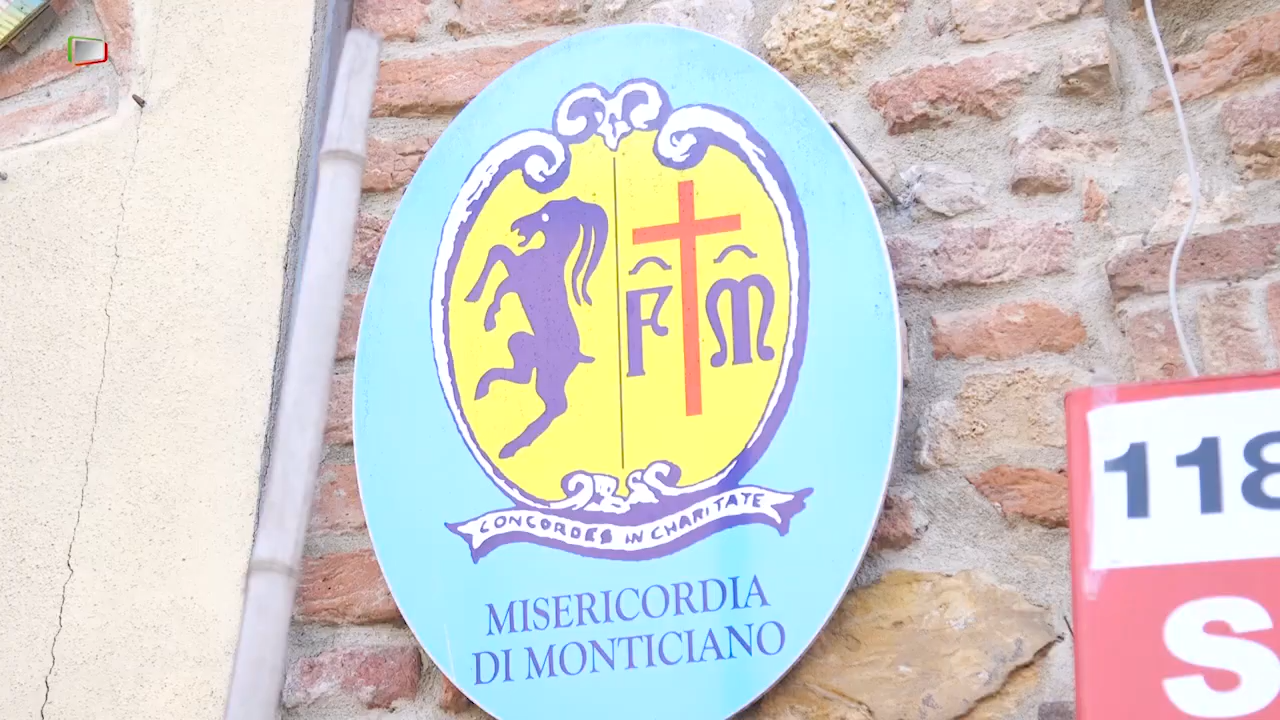 F M
CONCORDES IN CHARITATE
MISERICORDIA
DI MONTICIANO
118
S